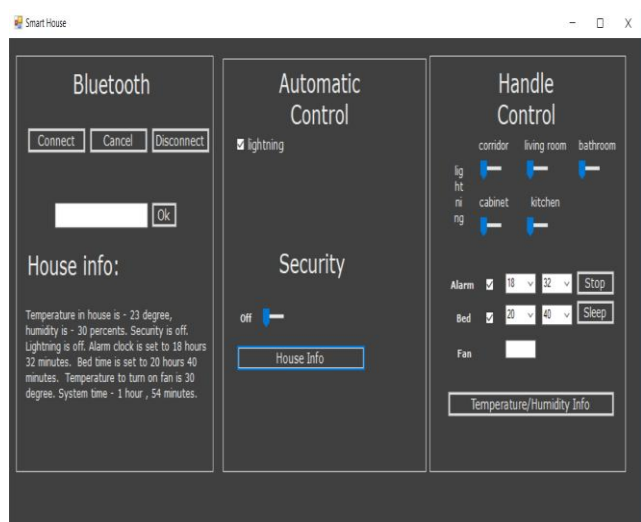 Smart House
Bluetooth
Connect Cancel Disconnect
Ok
House info:
Temperature in house is - 23 degree,
humidity is - 30 percents. Security is off.
Lightning is off. Alarm clock is set to 18 hours
32 minutes. Bed time is set to 20 hours 40
minutes. Temperature to turn on fan is 30
degree. System time - 1 hour , 54 minutes.
Automatic
Control
lightning
Security
Off
House Info
Handle
Control
corridor living room bathroom
lig
ht
ni
ng
cabinet kitchen
Alarm 18 32 Stop
Bed 20 40 Sleep
Fan
Temperature/Humidity Info